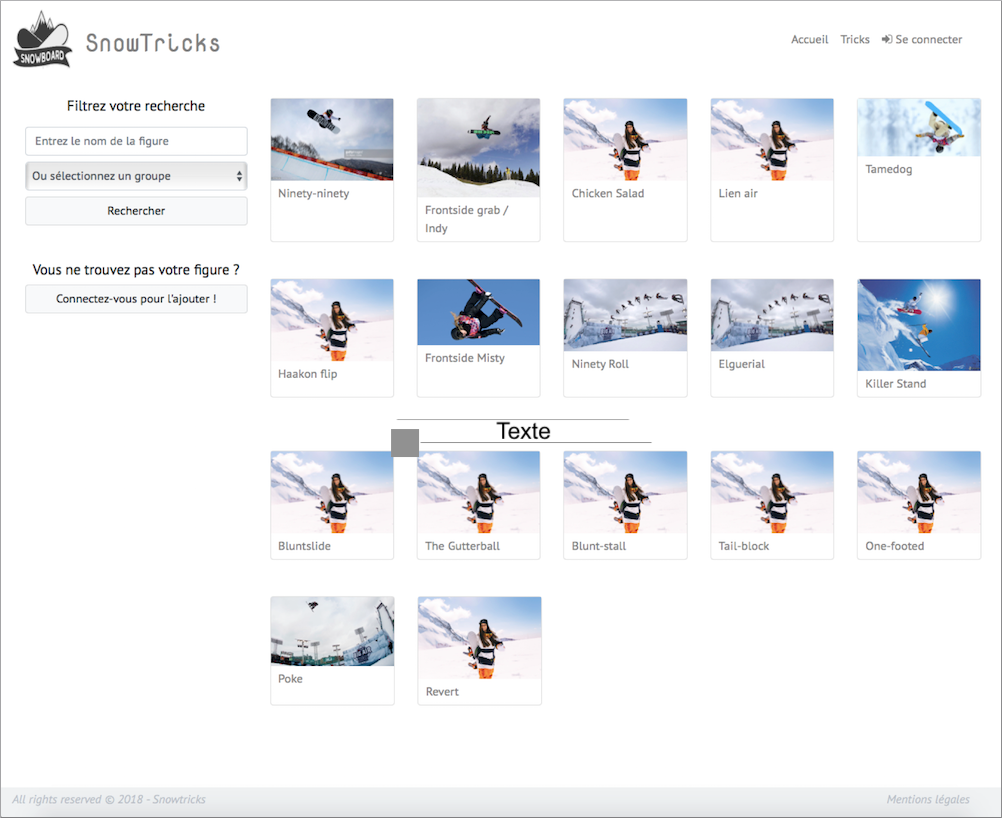 SNOWBOARD
SnowTricks
Accueil Tricks Se connecter
Filtrez votre recherche
Entrez le nom de la figure
Ou sélectionnez un groupe
Rechercher
Vous ne trouvez pas votre figure ?
Connectez-vous pour l'ajouter !
Ninety-ninety
Frontside grab /
Indy
Chicken Salad
Lien air
Tamedog
Haakon flip
Frontside Misty
Ninety Roll
Elguerial
Killer Stand
Texte
Bluntslide
The Gutterball
Blunt-stall
Tail-block
One-footed
Poke
Revert
All rights reserved © 2018 - Snowtricks
Mentions légales